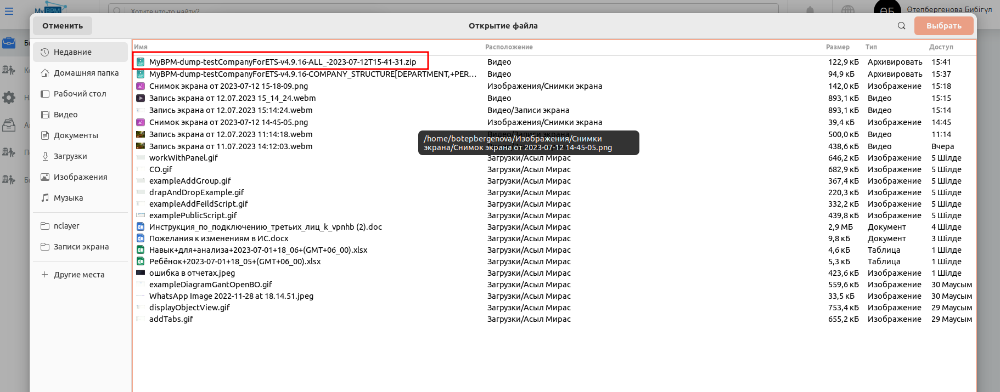 MyBPM
Хотите что-то найти?
ӨБ
Өтепбергенова Бибігүл
Отменить
Открытие файла
Выбрать
Недавние
Домашняя папка
Рабочий стол
Видео
Документы
Загрузки
Изображения
Музыка
nclayer
Записи экрана
Другие места
Имя Расположение Размер Тип Доступ
MyBPM-dump-testCompanyForETS-v4.9.16-ALL_-2023-07-12T15-41-31.zip Видео 122,9 кБ Архивировать 15:41
MyBPM-dump-testCompanyForETS-v4.9.16-COMPANY_STRUCTURE[DEPARTMENT,+PER… Видео 94,9 кБ Архивировать 15:37
Снимок экрана от 2023-07-12 15-18-09.png Изображения/Снимки экрана 142,0 кБ Изображение 15:18
Запись экрана от 12.07.2023 15_14_24.webm Видео 893,1 кБ Видео 15:15
Запись экрана от 12.07.2023 15:14:24.webm Видео/Записи экрана 893,1 кБ Видео 15:14
Снимок экрана от 2023-07-12 14-45-05.png Изображения/Снимки экрана 39,4 кБ Изображение 14:45
Запись экрана от 12.07.2023 11:14:18.webm Видео/Записи экрана 500,0 кБ Видео 11:14
/home/botepbergenova/Изображения/Снимки
экрана/Снимок экрана от 2023-07-12 14-45-05.png
Запись экрана от 11.07.2023 14:12:03.webm 438,6 кБ Видео Вчера
workWithPanel.gif Загрузки/Асыл Мирас 646,2 кБ Изображение 5 Шілде
CO.gif Загрузки/Асыл Мирас 682,9 кБ Изображение 5 Шілде
exampleAddGroup.gif Загрузки/Асыл Мирас 367,4 кБ Изображение 5 Шілде
drapAndDropExample.gif Загрузки/Асыл Мирас 220,3 кБ Изображение 5 Шілде
exampleAddFeildScript.gif Загрузки/Асыл Мирас 332,2 кБ Изображение 5 Шілде
examplePublicScript.gif Загрузки/Асыл Мирас 439,8 кБ Изображение 5 Шілде
Инструкция_по_подключению_третьих_лиц_k_vpnhb (2).doc Загрузки/Асыл Мирас 2,9 МБ Документ 4 Шілде
Пожелания к изменениям в ИС.docx Загрузки/Асыл Мирас 9,8 кБ Документ 3 Шілде
Навык+для+анализа+2023-07-01+18_06+(GMT+06_00).xlsx Загрузки/Асыл Мирас 4,6 кБ Таблица 1 Шілде
Ребёнок+2023-07-01+18_05+(GMT+06_00).xlsx Загрузки/Асыл Мирас 5,3 кБ Таблица 1 Шілде
ошибка в отчетах.jpeg Загрузки/Асыл Мирас 423,6 кБ Изображение 1 Шілде
exampleDiagramGantOpenBO.gif Загрузки/Асыл Мирас 559,6 кБ Изображение 30 Маусым
WhatsApp Image 2022-11-28 at 18.14.51.jpeg Загрузки/Асыл Мирас 33,5 кБ Изображение 30 Маусым
displayObjectView.gif Загрузки/Асыл Мирас 753,4 кБ Изображение 29 Маусым
addTabs.gif Загрузки/Асыл Мирас 655,2 кБ Изображение 29 Маусым